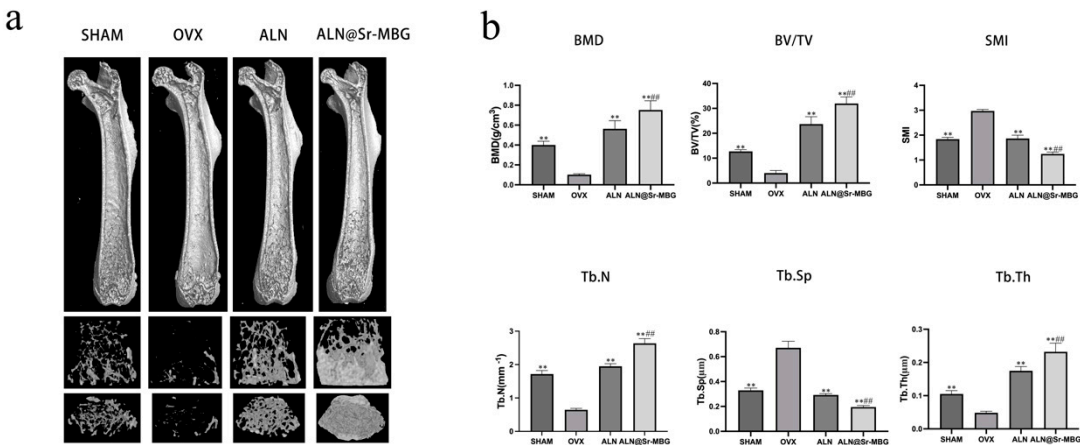 a
SHAM OVX ALN ALN@Sr-MBG
b
BMD
BMD(g/cm3)
1.0
0.8
0.6
0.4
0.2
0.0
**
**
**##
SHAM OVX ALN ALN@Sr-MBG
BV/TV
BV/TV(%)
40
30
20
10
0
**
**
**##
SHAM OVX ALN ALN@Sr-MBG
SMI
SMI
4
3
2
1
0
**
**
**##
SHAM OVX ALN ALN@Sr-MBG
Tb.N
Tb.N(mm -1)
3
2
1
0
**
**
**##
SHAM OVX ALN ALN@Sr-MBG
Tb.Sp
Tb.Sp(μm)
0.8
0.6
0.4
0.2
0.0
**
**
**##
SHAM OVX ALN ALN@Sr-MBG
Tb.Th
Tb.Th(μm)
0.3
0.2
0.1
0.0
**
**
**##
SHAM OVX ALN ALN@Sr-MBG